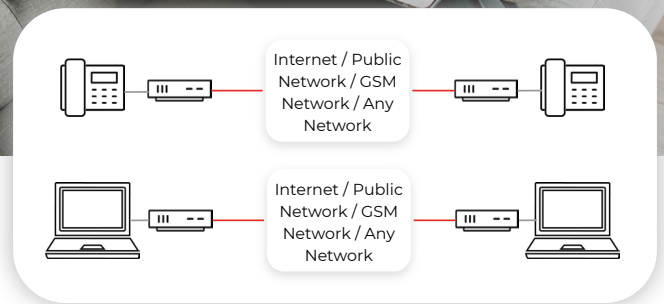 Internet / Public
Network / GSM
Network / Any
Network
Internet / Public
Network / GSM
Network / Any
Network